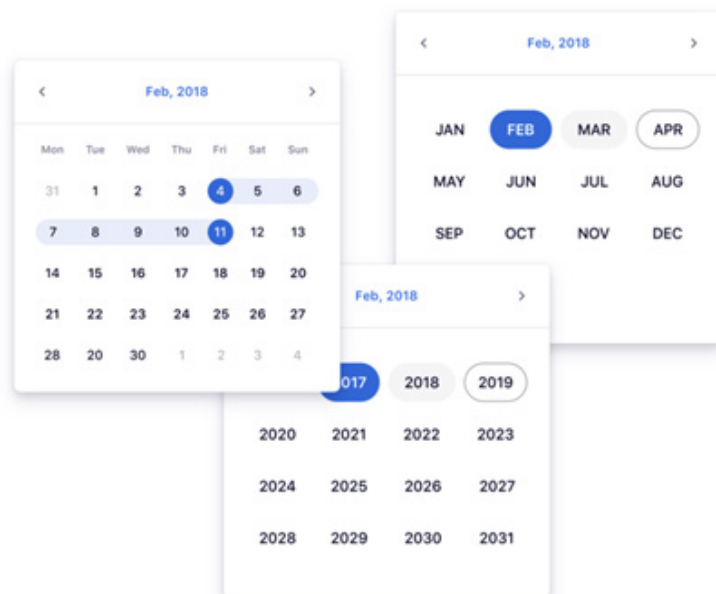 < Feb, 2018 >
Mon Tue Wed Thu Fri Sat Sun
31 1 2 3 4 5 6
7 8 9 10 11 12 13
14 15 16 17 18 19 20
21 22 23 24 25 26 27
28 20 30 1 2 3 4
< Feb, 2018 >
JAN FEB MAR APR
MAY JUN JUL AUG
SEP OCT NOV DEC
Feb, 2018 >
2018 2019
2020 2021 2022 2023
2024 2025 2026 2027
2028 2029 2030 2031